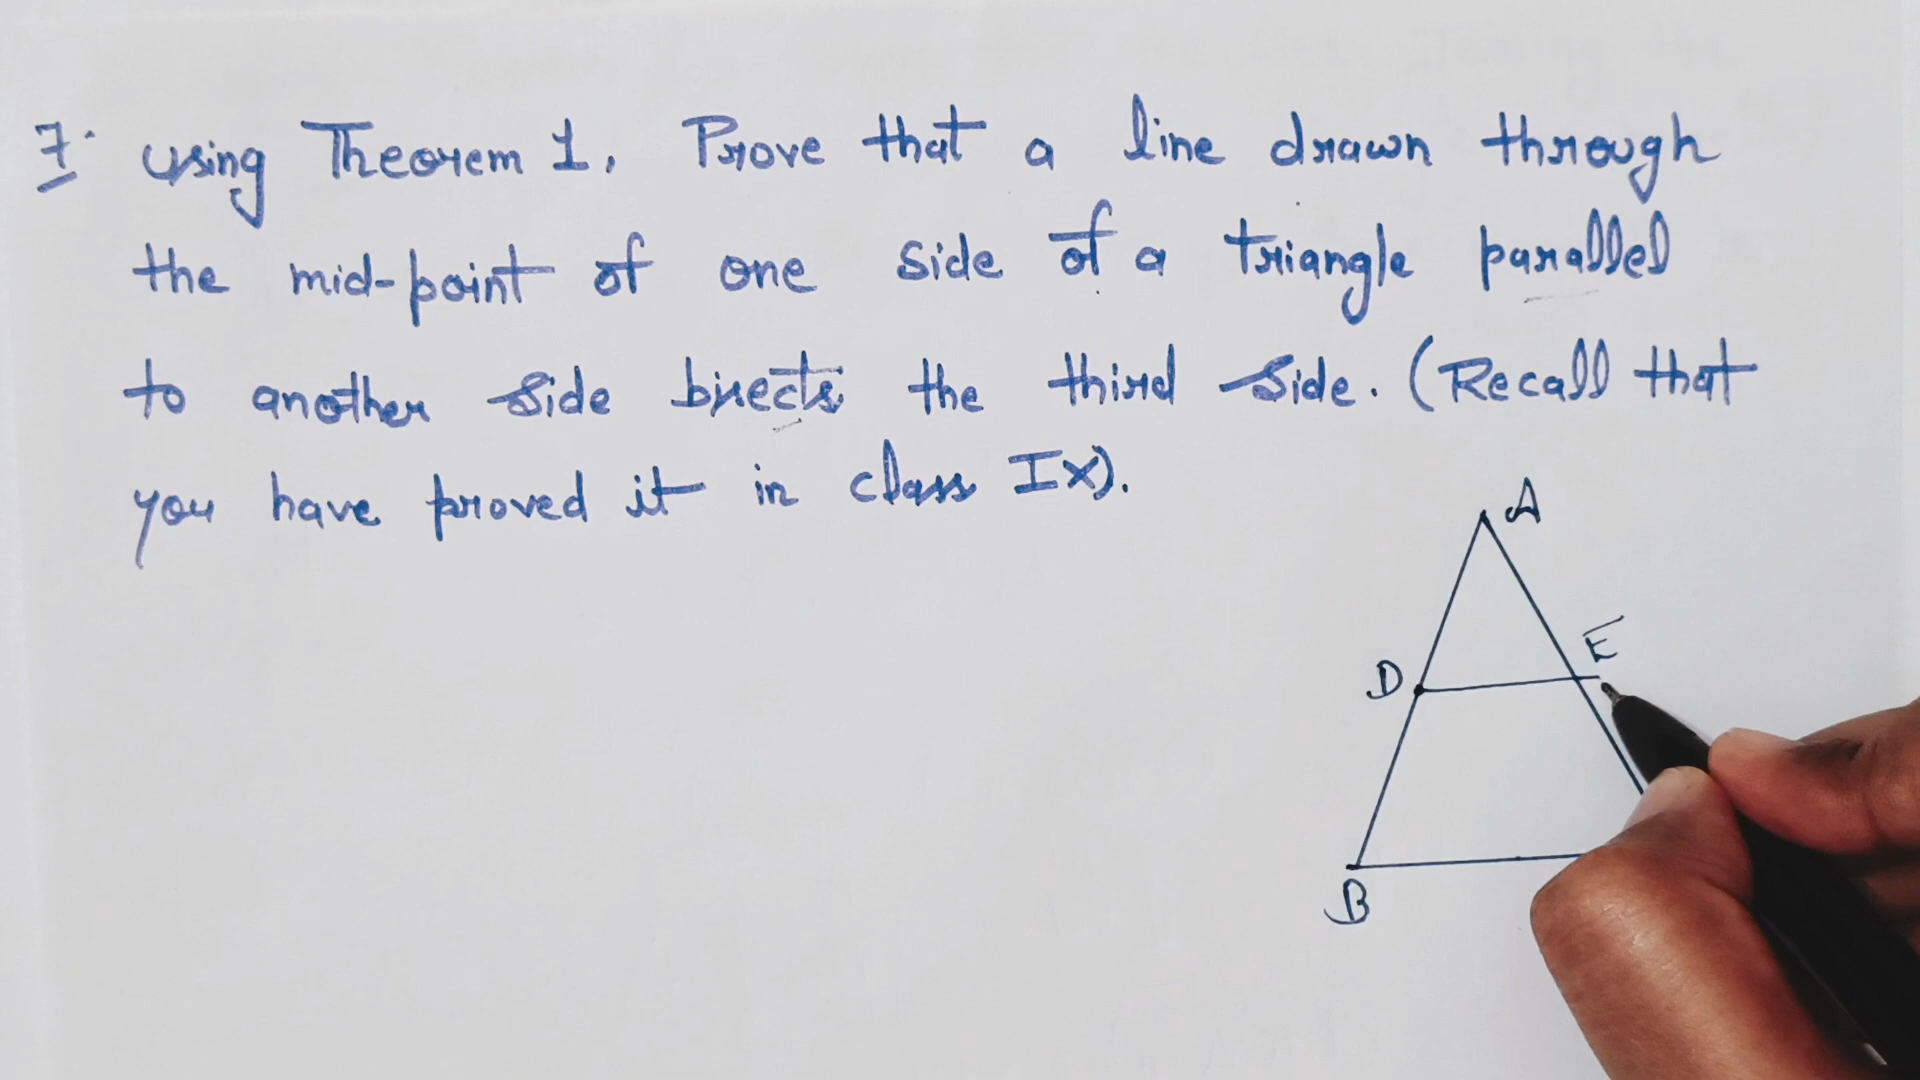 7. Using Theorem 1, Prove that a line drawn through
the mid-point of one side of a triangle parallel
to another side bisects the third side. (Recall that
you have proved it in class IX).
A
E
D
B